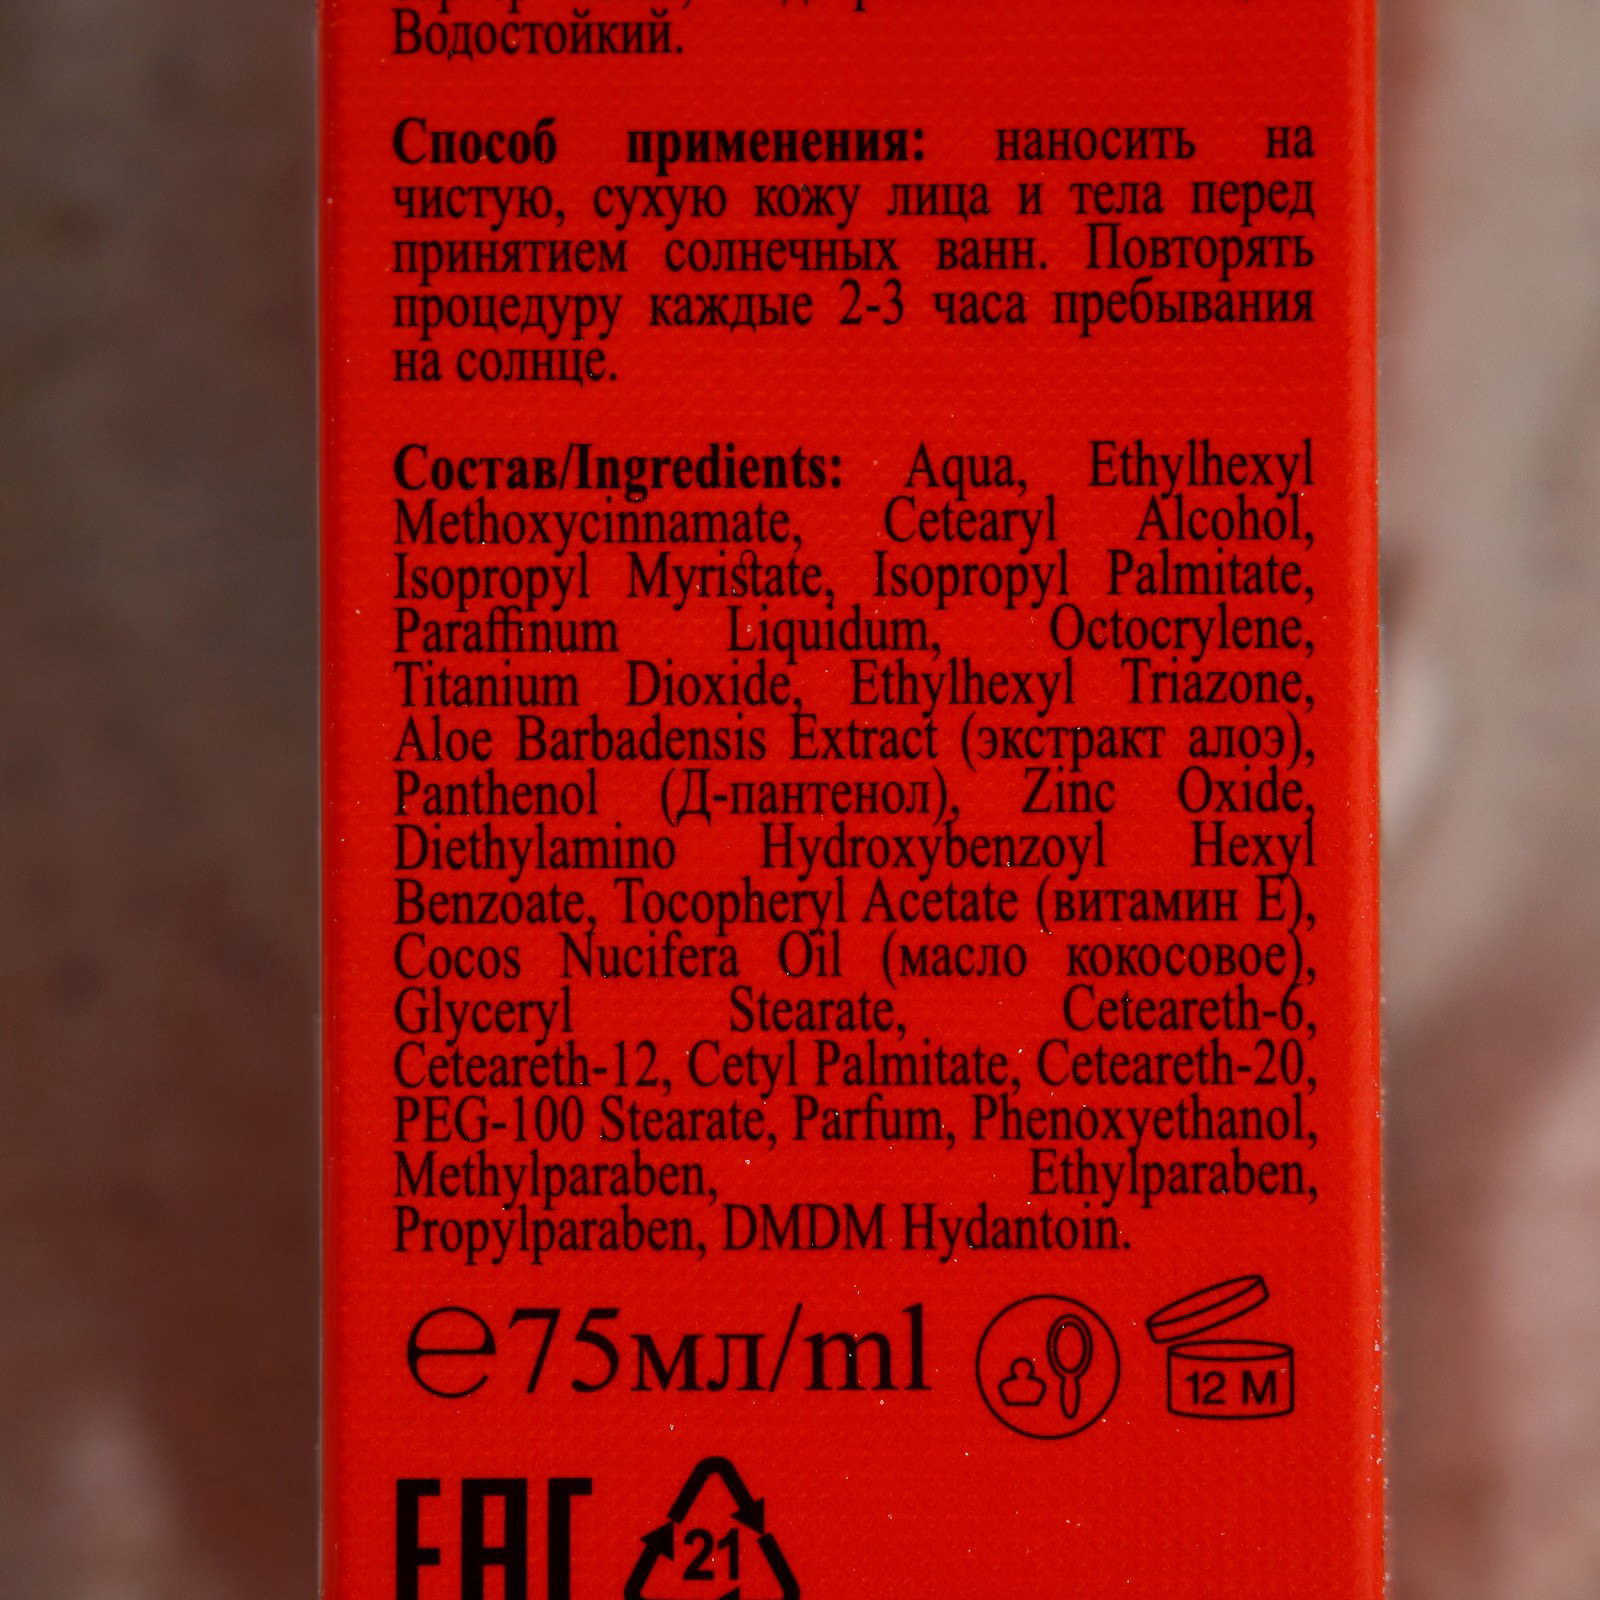 Водостойкий.
Способ применения: наносить на
чистую, сухую кожу лица и тела перед
принятием солнечных ванн. Повторять
процедуру каждые 2-3 часа пребывания
на солнце.
Состав/Ingredients: Aqua, Ethylhexyl
Methoxycinnamate, Cetearyl Alcohol,
Isopropyl Myristate, Isopropyl Palmitate,
Paraffinum Liquidum, Octocrylene,
Titanium Dioxide, Ethylhexyl Triazone,
Aloe Barbadensis Extract (экстракт алоэ),
Panthenol (Д-пантенол), Zinc Oxide,
Diethylamino Hydroxybenzoyl Hexyl
Benzoate, Tocopheryl Acetate (витамин Е),
Cocos Nucifera Oil (масло кокосовое),
Glyceryl Stearate, Ceteareth-6,
Ceteareth-12, Cetyl Palmitate, Ceteareth-20,
PEG-100 Stearate, Parfum, Phenoxyethanol,
Methylparaben, Ethylparaben,
Propylparaben, DMDM Hydantoin.
℮75мл/ml
12 M
EAC
21